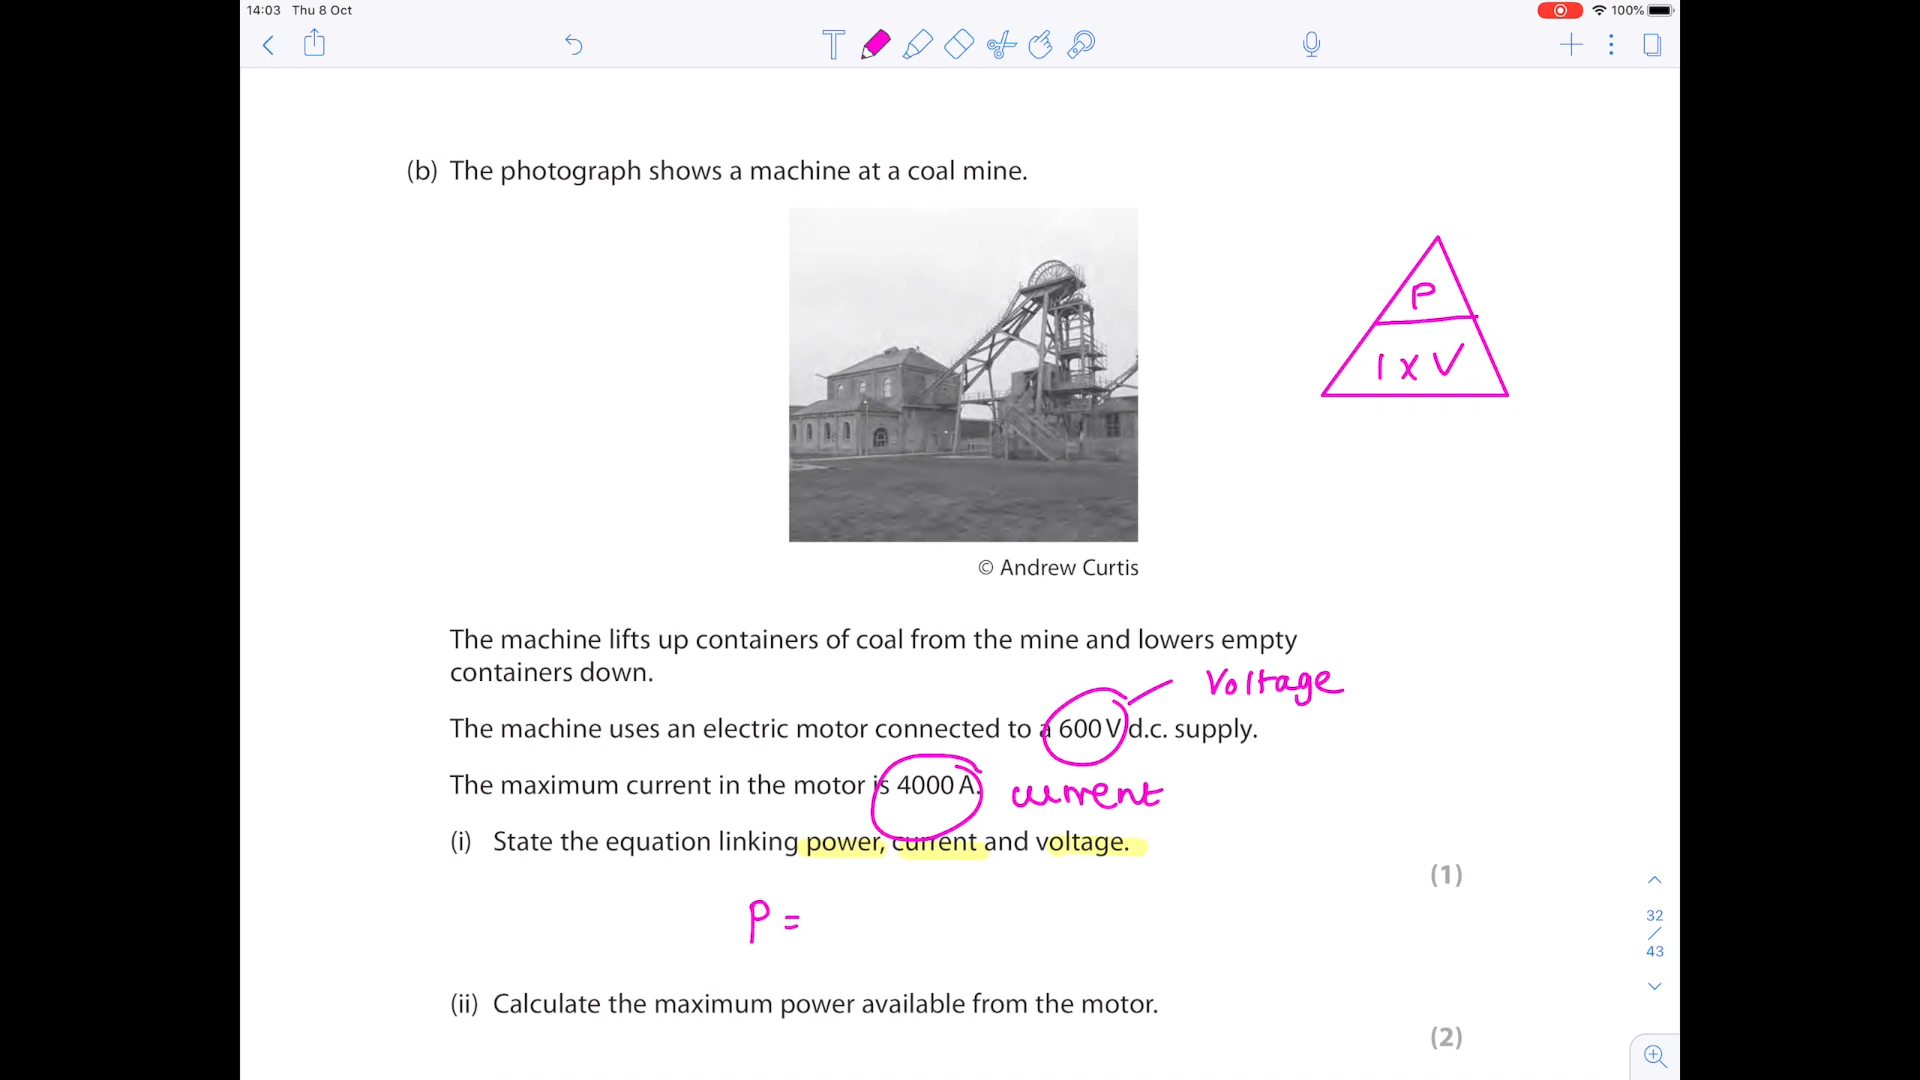 14:03 Thu 8 Oct
100%
T
(b) The photograph shows a machine at a coal mine.
P
I x V
© Andrew Curtis
The machine lifts up containers of coal from the mine and lowers empty
containers down.
Voltage
The machine uses an electric motor connected to a 600 V d.c. supply.
The maximum current in the motor is 4000 A.
current
(i) State the equation linking power, current and voltage.
(1)
P =
32
/
43
(ii) Calculate the maximum power available from the motor.
(2)